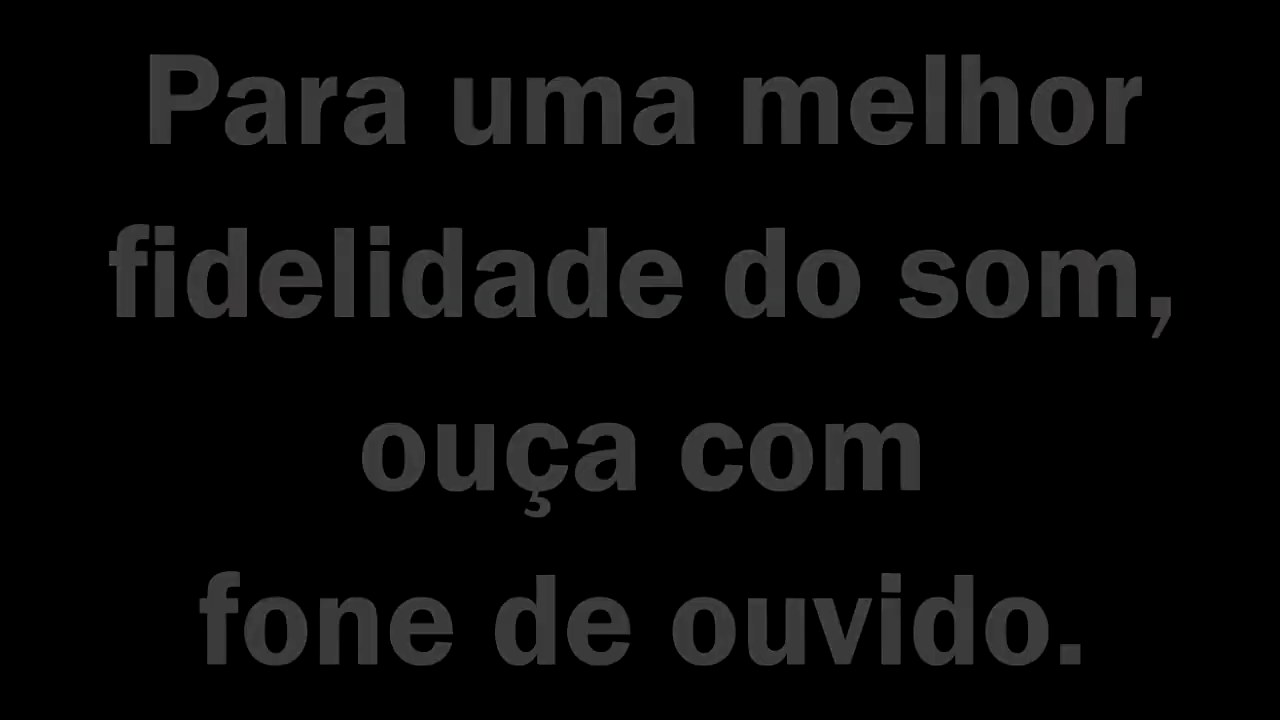 Para uma melhor
fidelidade do som,
ouça com
fone de ouvido.